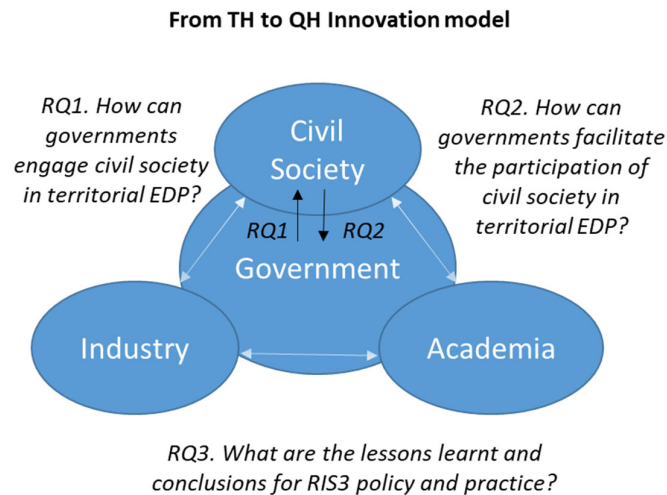 From TH to QH Innovation model
RQ1. How can
governments
engage civil society
in territorial EDP?
Civil
Society
RQ2. How can
governments facilitate
the participation of
civil society in
territorial EDP?
RQ1
RQ2
Government
Industry
Academia
RQ3. What are the lessons learnt and
conclusions for RIS3 policy and practice?